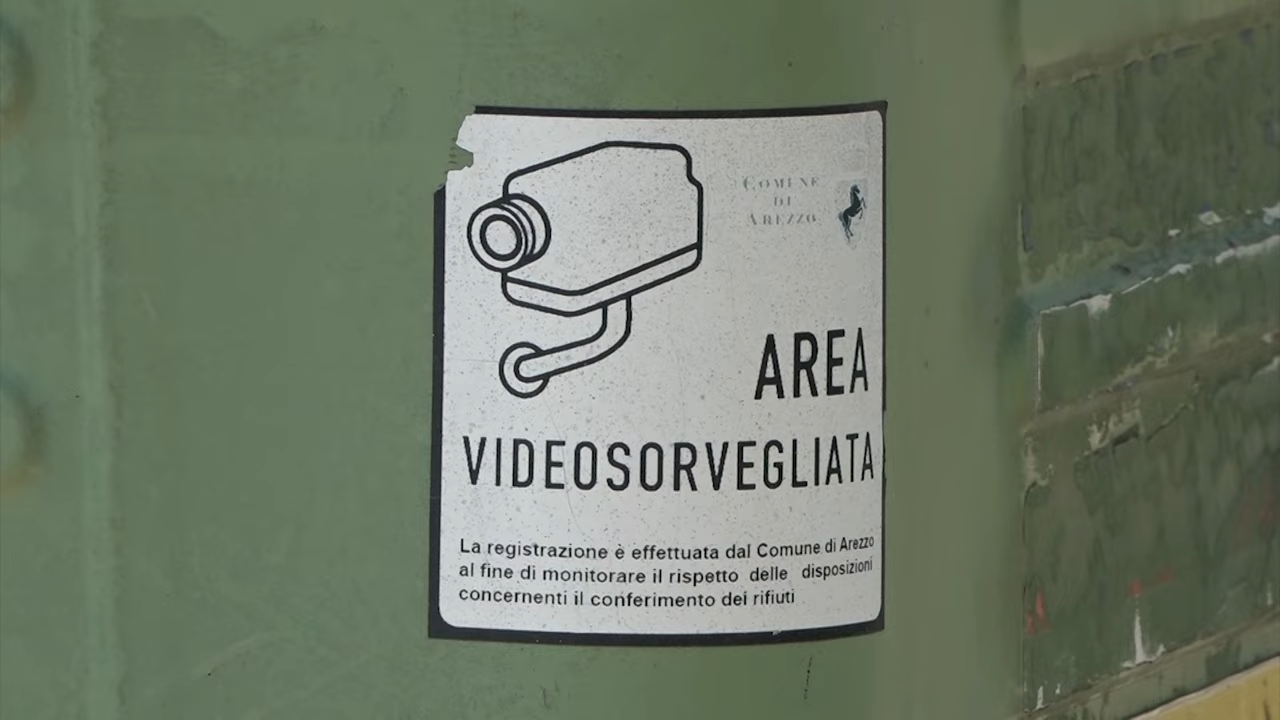 COMUNE
DI
AREZZO
AREA
VIDEOSORVEGLIATA
La registrazione è effettuata dal Comune di Arezzo
al fine di monitorare il rispetto delle disposizioni
concernenti il conferimento dei rifiuti